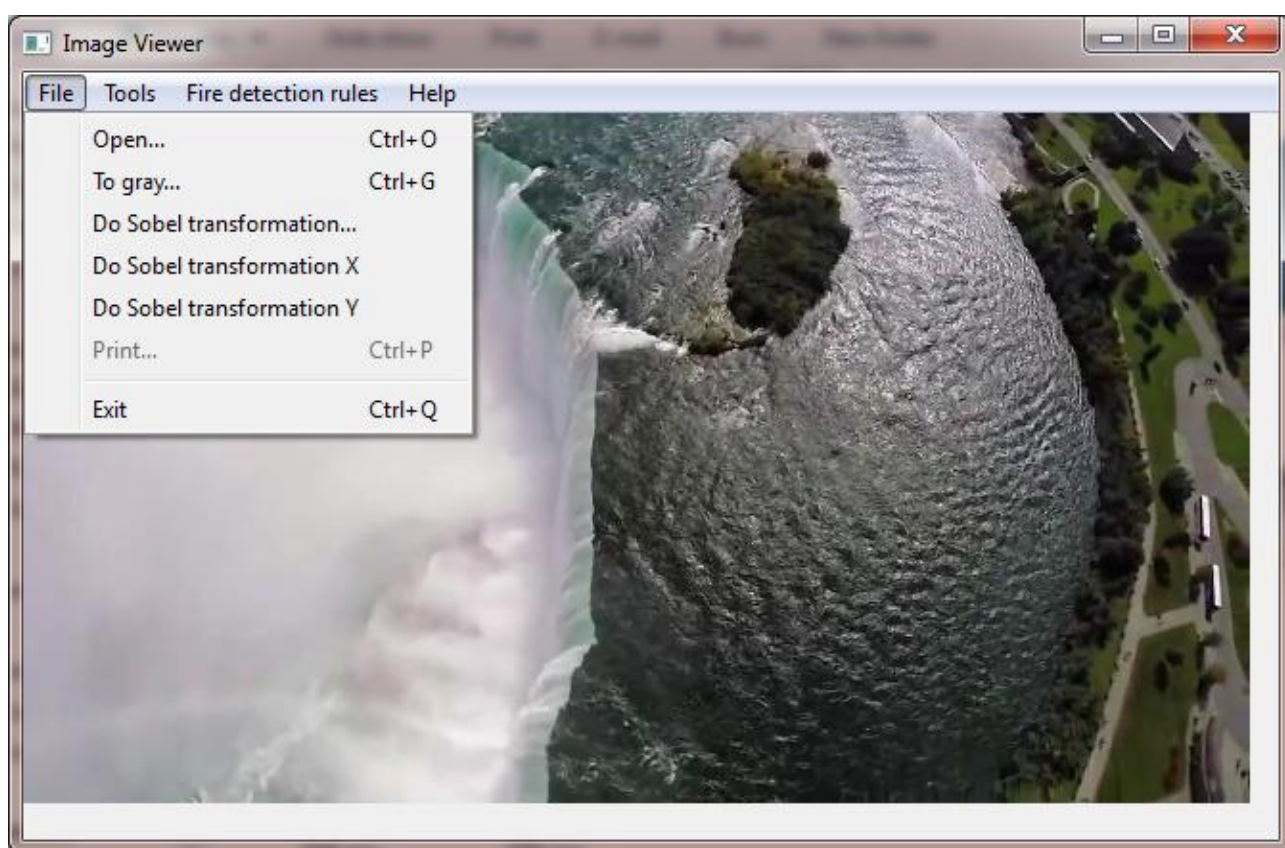 Image Viewer
File Tools Fire detection rules Help
Open... Ctrl+O
To gray... Ctrl+G
Do Sobel transformation...
Do Sobel transformation X
Do Sobel transformation Y
Print... Ctrl+P
Exit Ctrl+Q